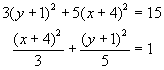 3(y+1)² + 5(x+4)² = 15
(x+4)²/3 + (y+1)²/5 = 1